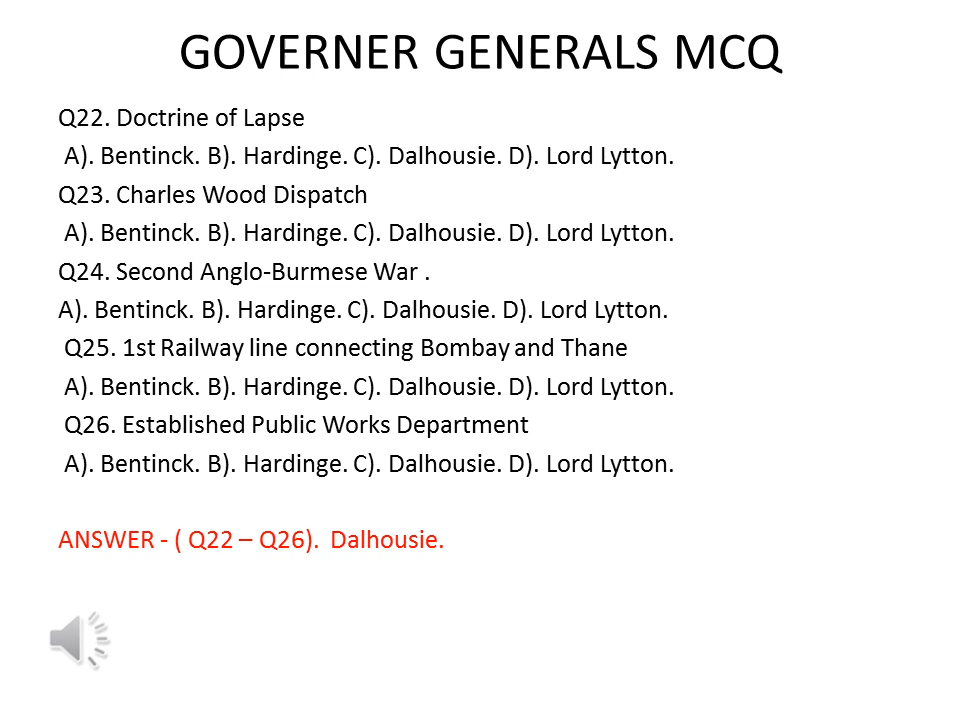 GOVERNER GENERALS MCQ
Q22. Doctrine of Lapse
A). Bentinck. B). Hardinge. C). Dalhousie. D). Lord Lytton.
Q23. Charles Wood Dispatch
A). Bentinck. B). Hardinge. C). Dalhousie. D). Lord Lytton.
Q24. Second Anglo-Burmese War .
A). Bentinck. B). Hardinge. C). Dalhousie. D). Lord Lytton.
Q25. 1st Railway line connecting Bombay and Thane
A). Bentinck. B). Hardinge. C). Dalhousie. D). Lord Lytton.
Q26. Established Public Works Department
A). Bentinck. B). Hardinge. C). Dalhousie. D). Lord Lytton.
ANSWER - ( Q22 – Q26). Dalhousie.